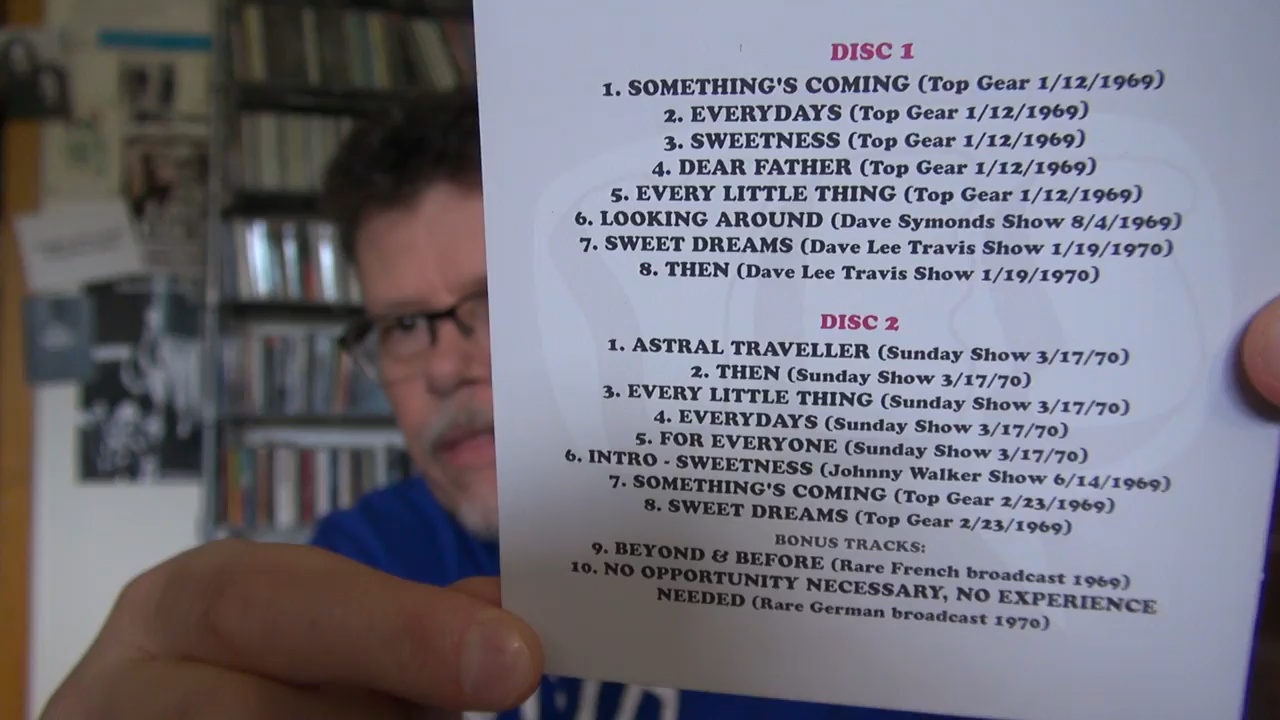 DISC 1
1. SOMETHING'S COMING (Top Gear 1/12/1969)
2. EVERYDAYS (Top Gear 1/12/1969)
3. SWEETNESS (Top Gear 1/12/1969)
4. DEAR FATHER (Top Gear 1/12/1969)
5. EVERY LITTLE THING (Top Gear 1/12/1969)
6. LOOKING AROUND (Dave Symonds Show 8/4/1969)
7. SWEET DREAMS (Dave Lee Travis Show 1/19/1970)
8. THEN (Dave Lee Travis Show 1/19/1970)
DISC 2
1. ASTRAL TRAVELLER (Sunday Show 3/17/70)
2. THEN (Sunday Show 3/17/70)
3. EVERY LITTLE THING (Sunday Show 3/17/70)
4. EVERYDAYS (Sunday Show 3/17/70)
5. FOR EVERYONE (Sunday Show 3/17/70)
6. INTRO - SWEETNESS (Johnny Walker Show 6/14/1969)
7. SOMETHING'S COMING (Top Gear 2/23/1969)
8. SWEET DREAMS (Top Gear 2/23/1969)
BONUS TRACKS:
9. BEYOND & BEFORE (Rare French broadcast 1969)
10. NO OPPORTUNITY NECESSARY, NO EXPERIENCE
NEEDED (Rare German broadcast 1970)